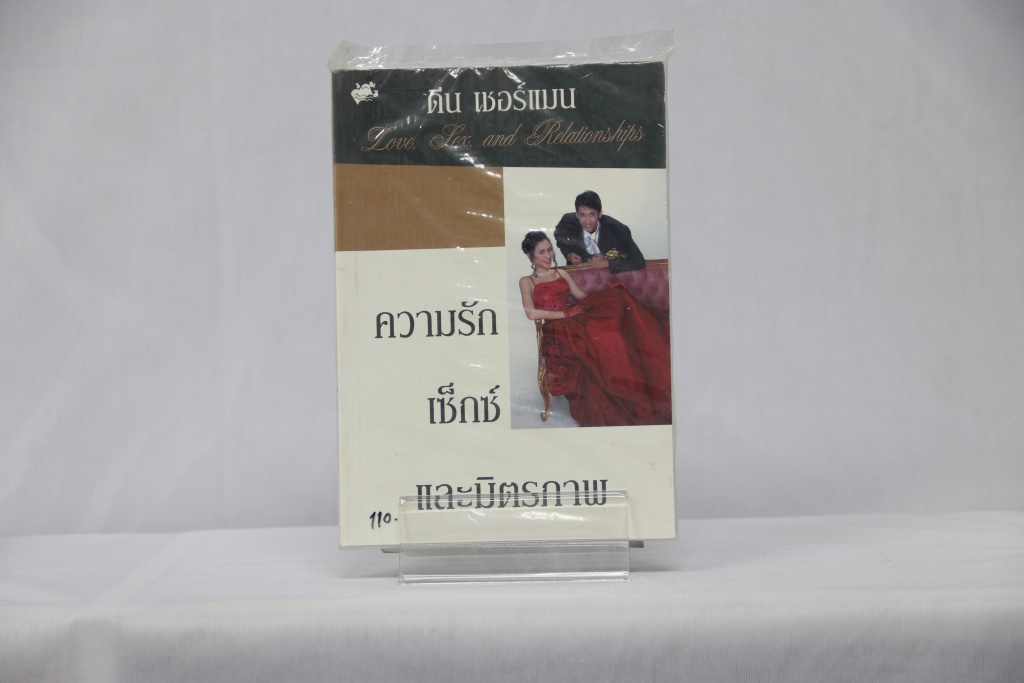 ดีน เชอร์แมน
Love, Sex, and Relationships
ความรัก
เซ็กซ์
และมิตรภาพ
110.-